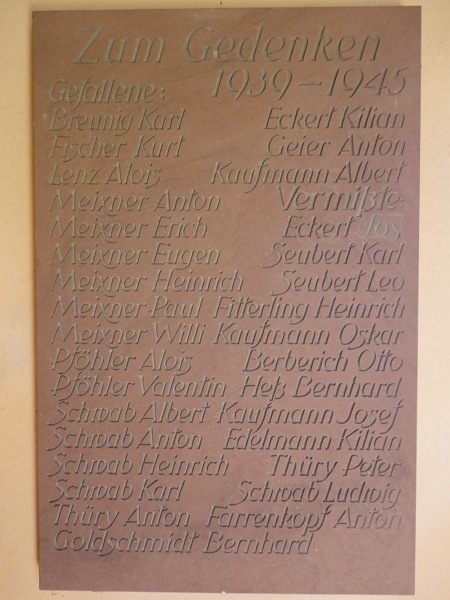 Zum Gedenken
Gefallene: 1939-1945
Breunig Karl Eckert Kilian
Fischer Kurt Geier Anton
Lenz Alois Kaufmann Albert
Meixner Anton Vermißte:
Meixner Erich Eckert Jos.
Meixner Eugen Seubert Karl
Meixner Heinrich Seubert Leo
Meixner Paul Fitterling Heinrich
Meixner Willi Kaufmann Oskar
Pföhler Alois Berberich Otto
Pföhler Valentin Heß Bernhard
Schwab Albert Kaufmann Josef
Schwab Anton Edelmann Kilian
Schwab Heinrich Thüry Peter
Schwab Karl Schwab Ludwig
Thüry Anton Farrenkopf Anton
Goldschmidt Bernhard